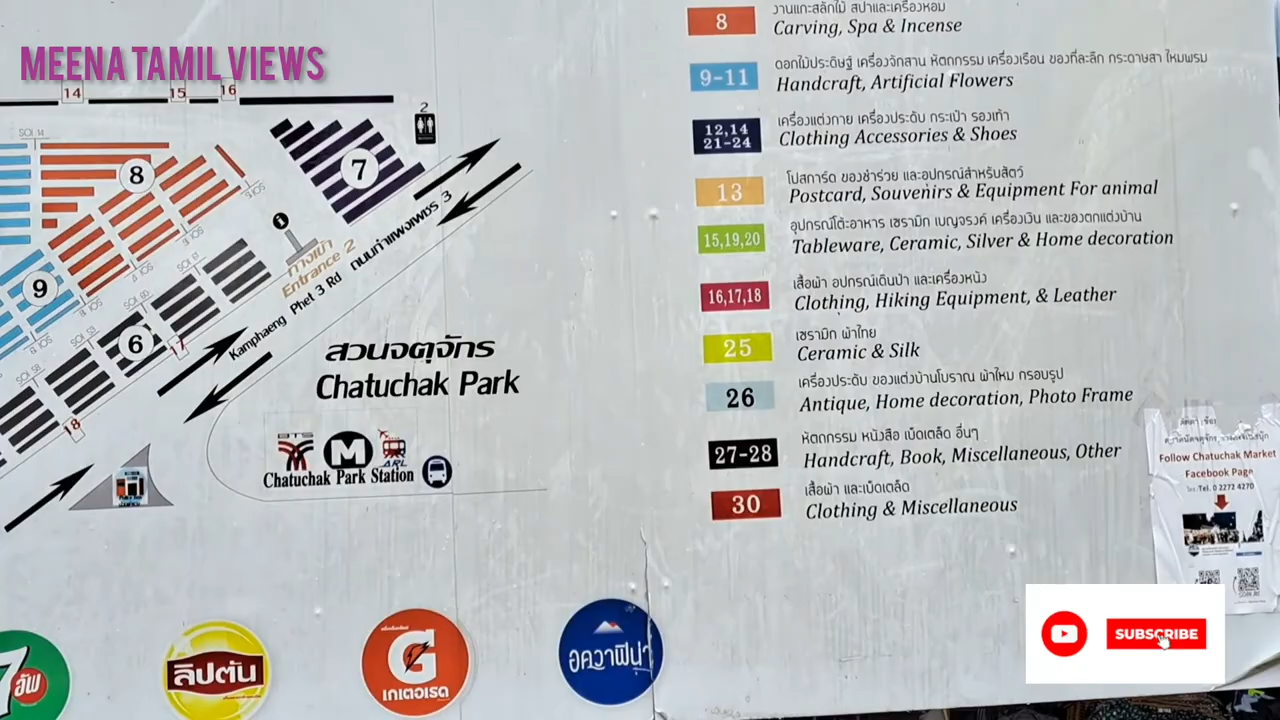 MEENA TAMIL VIEWS
14
15
16
2
SOI 14
8
7
9
6
17
18
ทางเข้า
Entrance 2
Kamphaeng Phet 3 Rd ถนนกำแพงเพชร 3
สวนจตุจักร
Chatuchak Park
BTS
M
ARL
Chatuchak Park Station
8
งานแกะสลักไม้ สปาและเครื่องหอม
Carving, Spa & Incense
9-11
ดอกไม้ประดิษฐ์ เครื่องจักสาน หัตถกรรม เครื่องเรือน ของที่ละลึก กระดาษสา ไหมพรม
Handcraft, Artificial Flowers
12,14
21-24
เครื่องแต่งกาย เครื่องประดับ กระเป๋า รองเท้า
Clothing Accessories & Shoes
13
โปสการ์ด ของชำร่วย และอุปกรณ์สำหรับสัตว์
Postcard, Souvenirs & Equipment For animal
15,19,20
อุปกรณ์โต๊ะอาหาร เซรามิก เบญจรงค์ เครื่องเงิน และของตกแต่งบ้าน
Tableware, Ceramic, Silver & Home decoration
16,17,18
เสื้อผ้า อุปกรณ์เดินป่า และเครื่องหนัง
Clothing, Hiking Equipment, & Leather
25
เซรามิก ผ้าไทย
Ceramic & Silk
26
เครื่องประดับ ของแต่งบ้านโบราณ ผ้าไหม กรอบรูป
Antique, Home decoration, Photo Frame
27-28
หัตถกรรม หนังสือ เบ็ดเตล็ด อื่นๆ
Handcraft, Book, Miscellaneous, Other
30
เสื้อผ้า และเบ็ดเตล็ด
Clothing & Miscellaneous
Follow Chatuchak Market
Facebook Page
Tel. 0 2272 4270
7
อัพ
ลิปตัน
G
เกเตอเรด
อควาฟิน่า
SUBSCRIBE